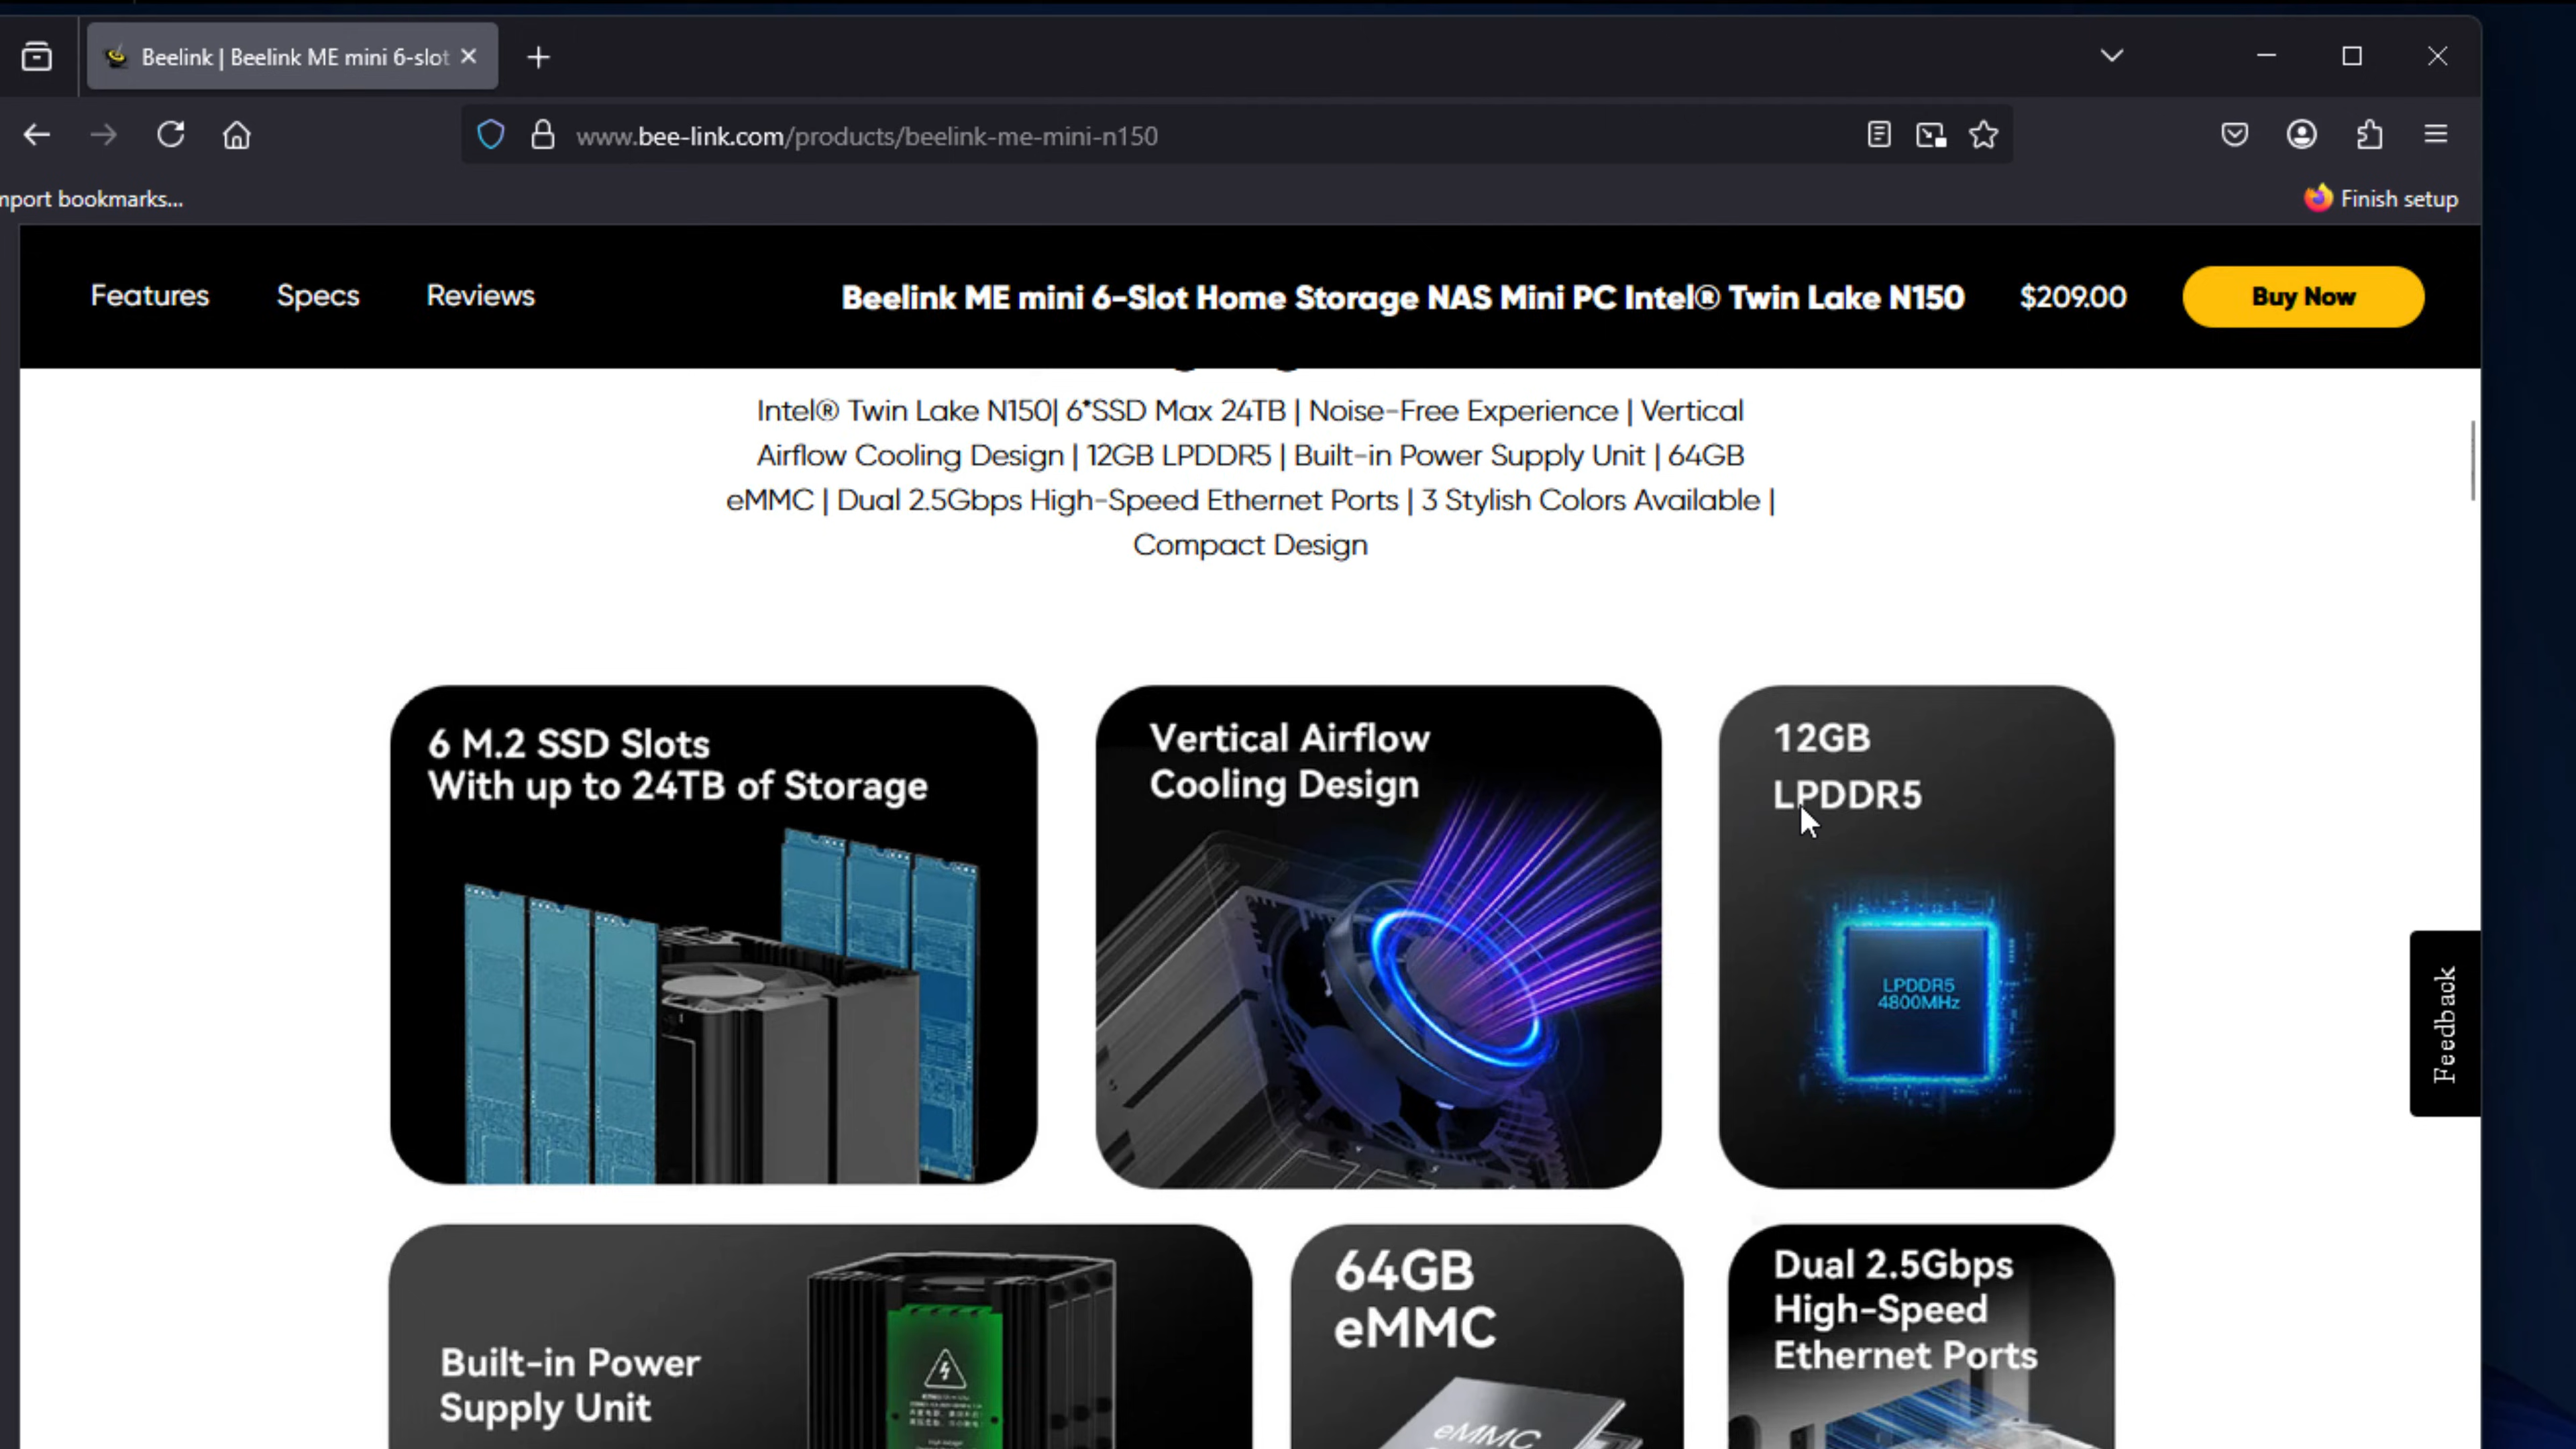 Beelink | Beelink ME mini 6-slot
www.bee-link.com/products/beelink-me-mini-n150
mport bookmarks...
Finish setup
Features
Specs
Reviews
Beelink ME mini 6-Slot Home Storage NAS Mini PC Intel® Twin Lake N150
$209.00
Buy Now
Intel® Twin Lake N150| 6*SSD Max 24TB | Noise-Free Experience | Vertical
Airflow Cooling Design | 12GB LPDDR5 | Built-in Power Supply Unit | 64GB
eMMC | Dual 2.5Gbps High-Speed Ethernet Ports | 3 Stylish Colors Available |
Compact Design
6 M.2 SSD Slots
With up to 24TB of Storage
Vertical Airflow
Cooling Design
12GB
LPDDR5
LPDDR5
4800MHz
Feedback
Built-in Power
Supply Unit
64GB
eMMC
eMMC
Dual 2.5Gbps
High-Speed
Ethernet Ports